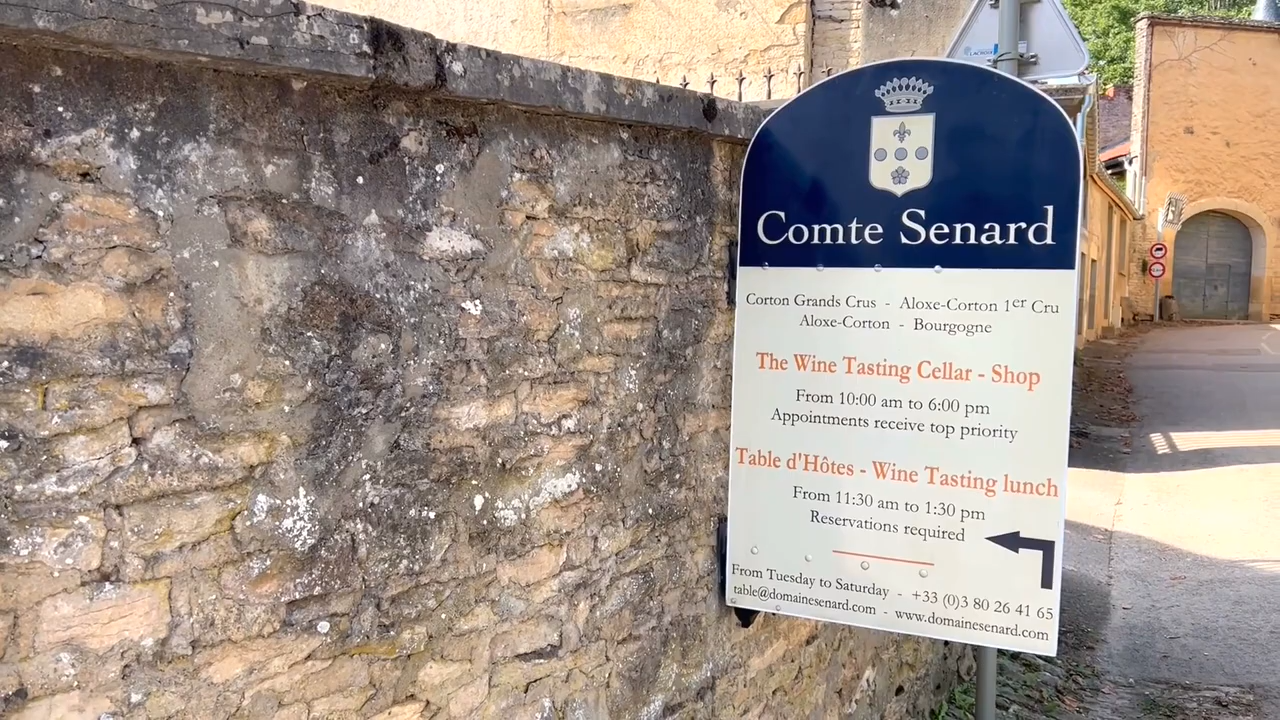 LACROIX
Comte Senard
Corton Grands Crus - Aloxe-Corton 1er Cru
Aloxe-Corton - Bourgogne
The Wine Tasting Cellar - Shop
From 10:00 am to 6:00 pm
Appointments receive top priority
Table d'Hôtes - Wine Tasting lunch
From 11:30 am to 1:30 pm
Reservations required
From Tuesday to Saturday - +33 (0)3 80 26 41 65
table@domainesenard.com - www.domainesenard.com